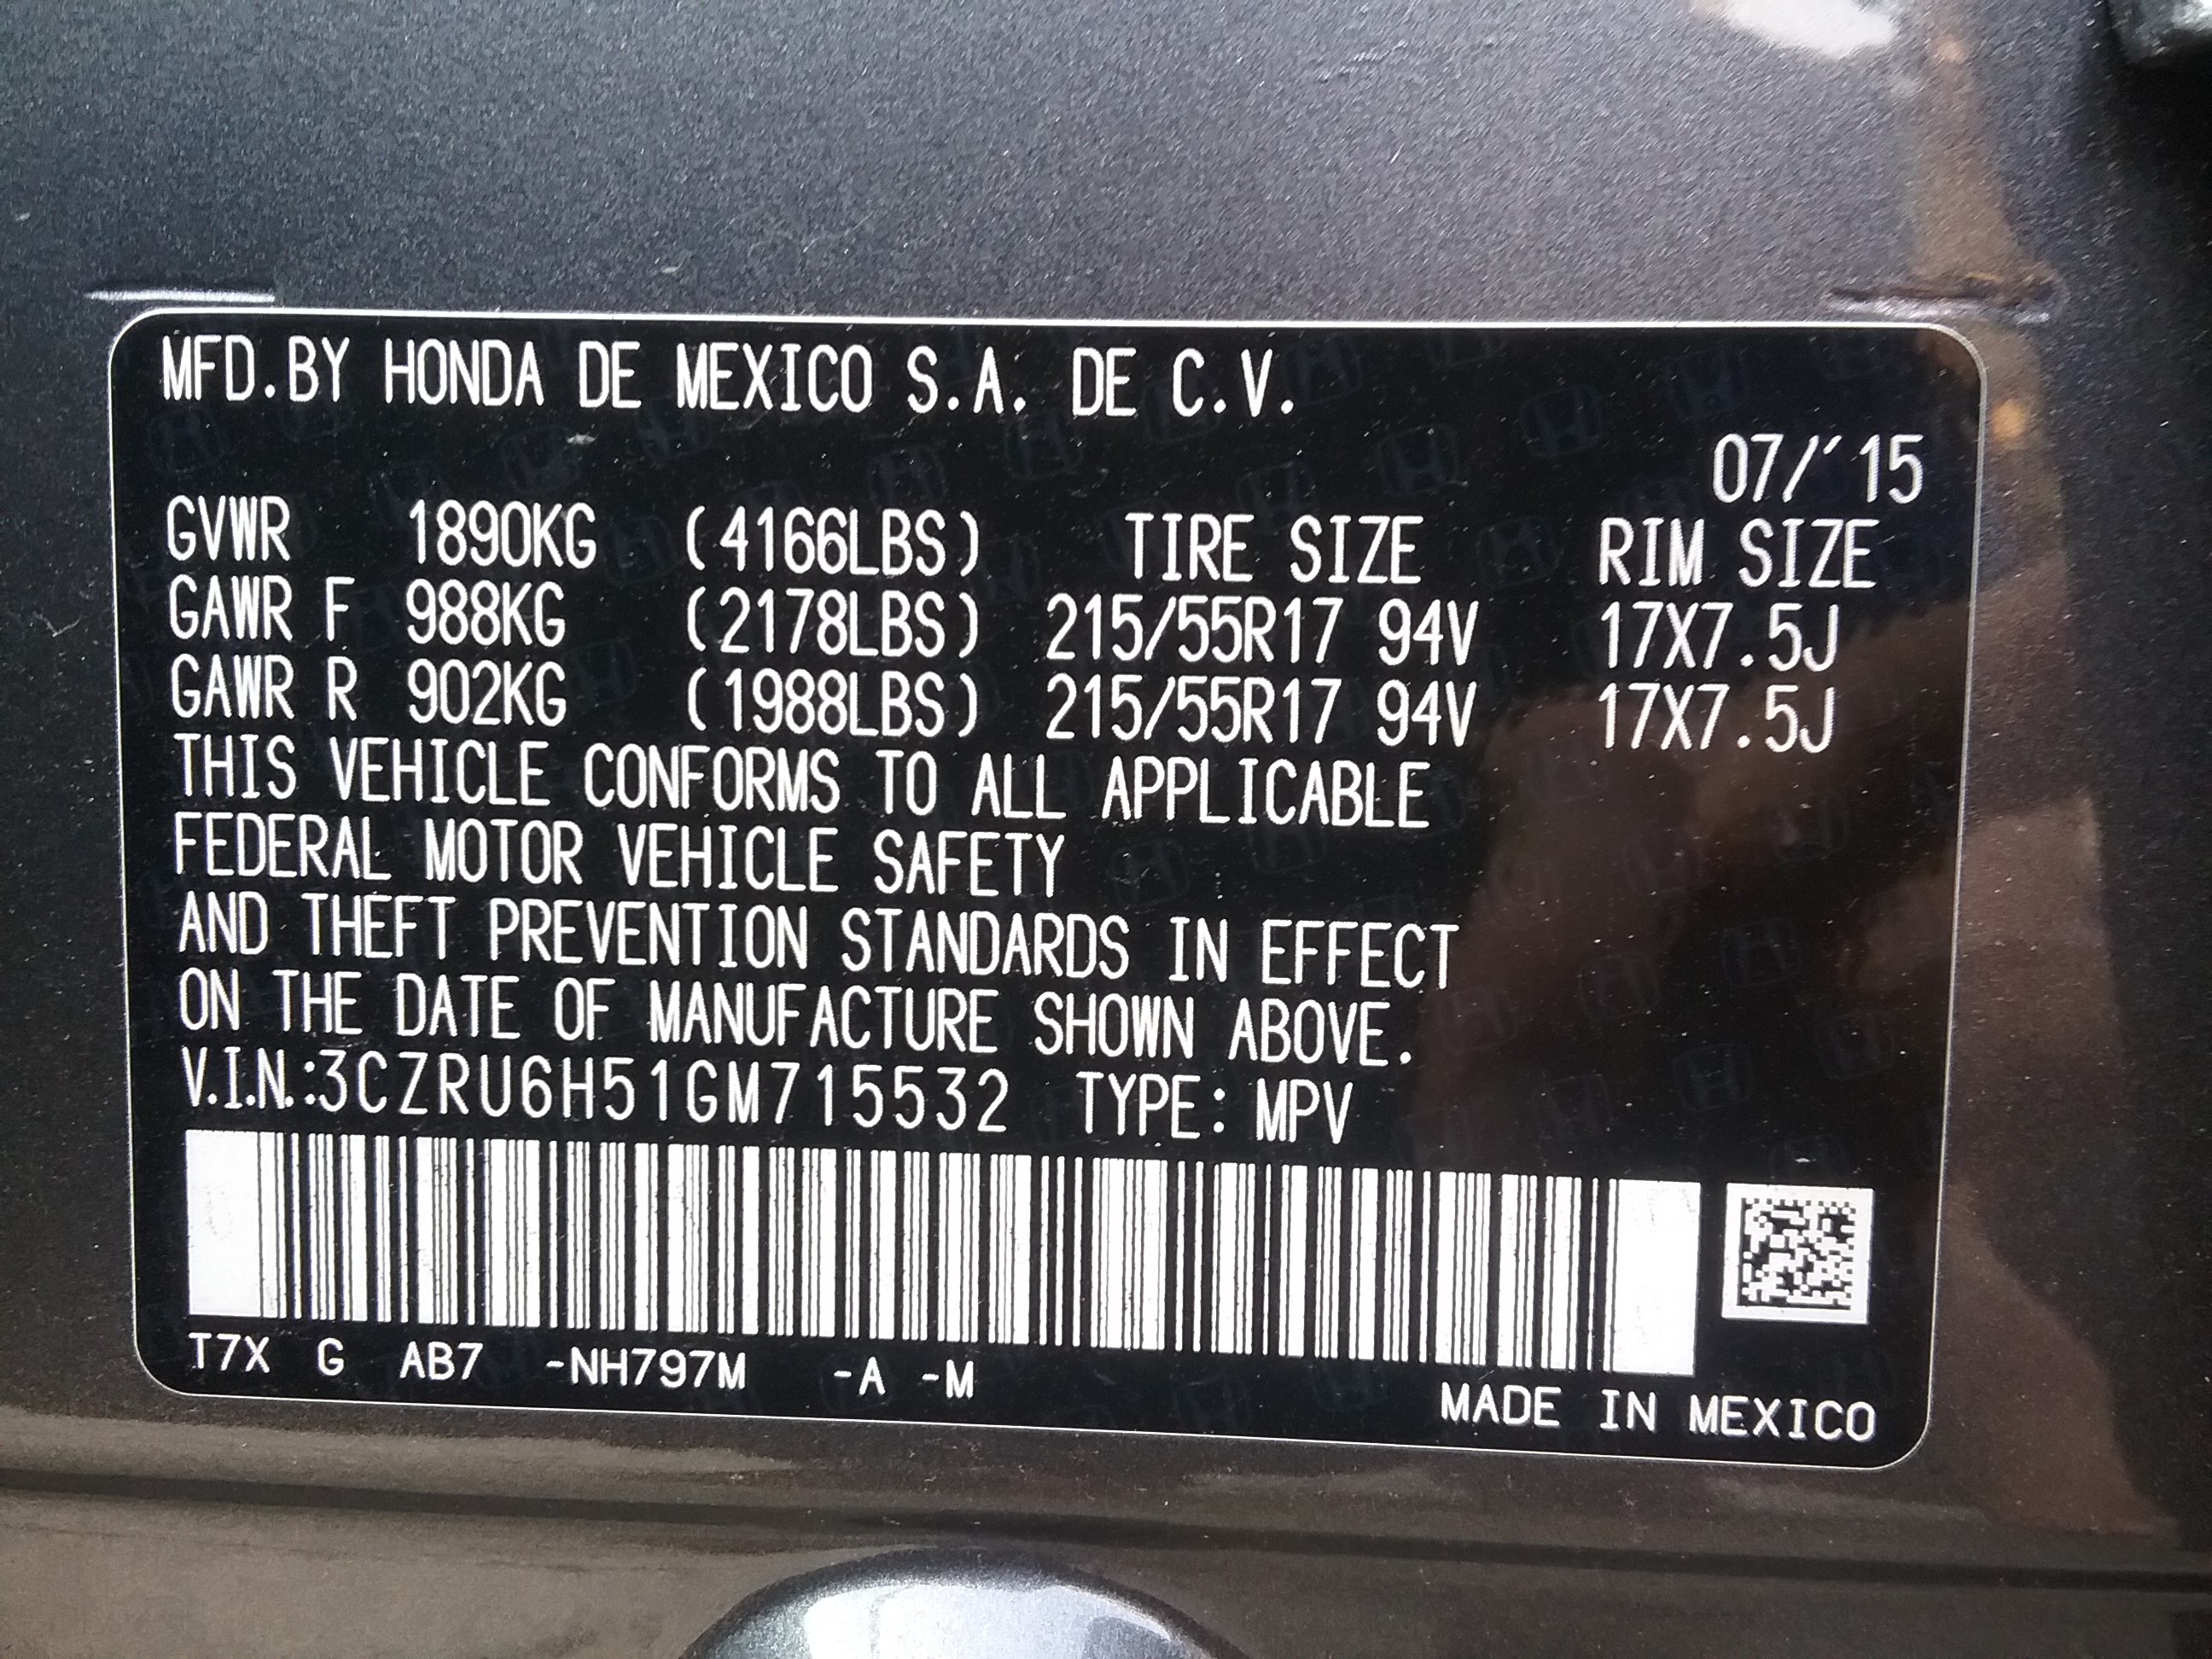 MFD.BY HONDA DE MEXICO S.A. DE C.V.
07/´15
GVWR 1890KG (4166LBS) TIRE SIZE RIM SIZE
GAWR F 988KG (2178LBS) 215/55R17 94V 17X7.5J
GAWR R 902KG (1988LBS) 215/55R17 94V 17X7.5J
THIS VEHICLE CONFORMS TO ALL APPLICABLE
FEDERAL MOTOR VEHICLE SAFETY
AND THEFT PREVENTION STANDARDS IN EFFECT
ON THE DATE OF MANUFACTURE SHOWN ABOVE.
V.I.N.:3CZRU6H51GM715532 TYPE: MPV
T7X G AB7 -NH797M -A -M
MADE IN MEXICO